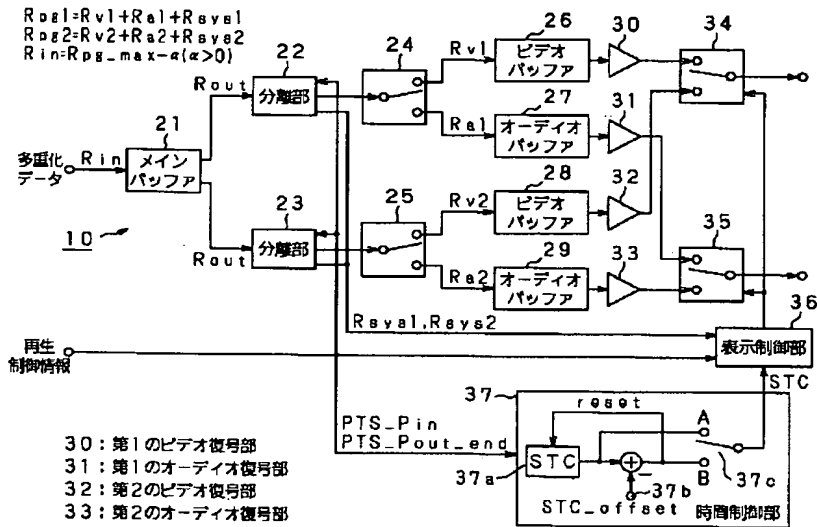 Rpg1=Rv1+Ra1+Rsys1
Rpg2=Rv2+Ra2+Rsys2
Rin=Rpg_max-α(α>0)
22
24
26
30
34
Rout
Rv1
ビデオ
バッファ
分離部
27
31
21
Ra1
オーディオ
バッファ
多重化
データ
Rin
メイン
バッファ
28
32
23
25
Rv2
ビデオ
バッファ
10
分離部
29
33
35
Rout
Ra2
オーディオ
バッファ
36
Rsys1,Rsys2
再生
制御情報
表示制御部
37
STC
reset
PTS_Pin
PTS_Pout_end
A
STC
+
−
37a
37b
B
37c
STC_offset
時間制御部
30:第1のビデオ復号部
31:第1のオーディオ復号部
32:第2のビデオ復号部
33:第2のオーディオ復号部